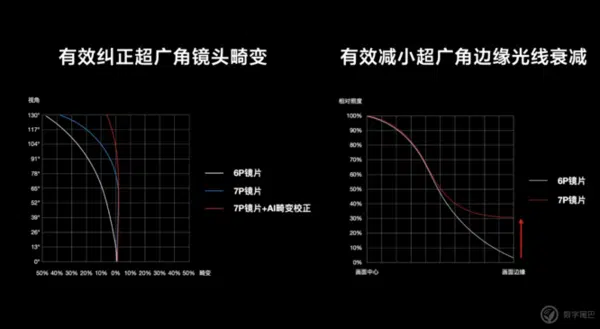 有效纠正超广角镜头畸变
视角
130°
117°
104°
91°
78°
65°
52°
39°
26°
13°
0°
50% 40% 30% 20% 10% 0% 10% 20% 30% 40% 50% 畸变
6P镜片
7P镜片
7P镜片+AI畸变校正
有效减小超广角边缘光线衰减
相对照度
100%
90%
80%
70%
60%
50%
40%
30%
20%
10%
0%
画面中心 画面边缘
6P镜片
7P镜片
数字尾巴